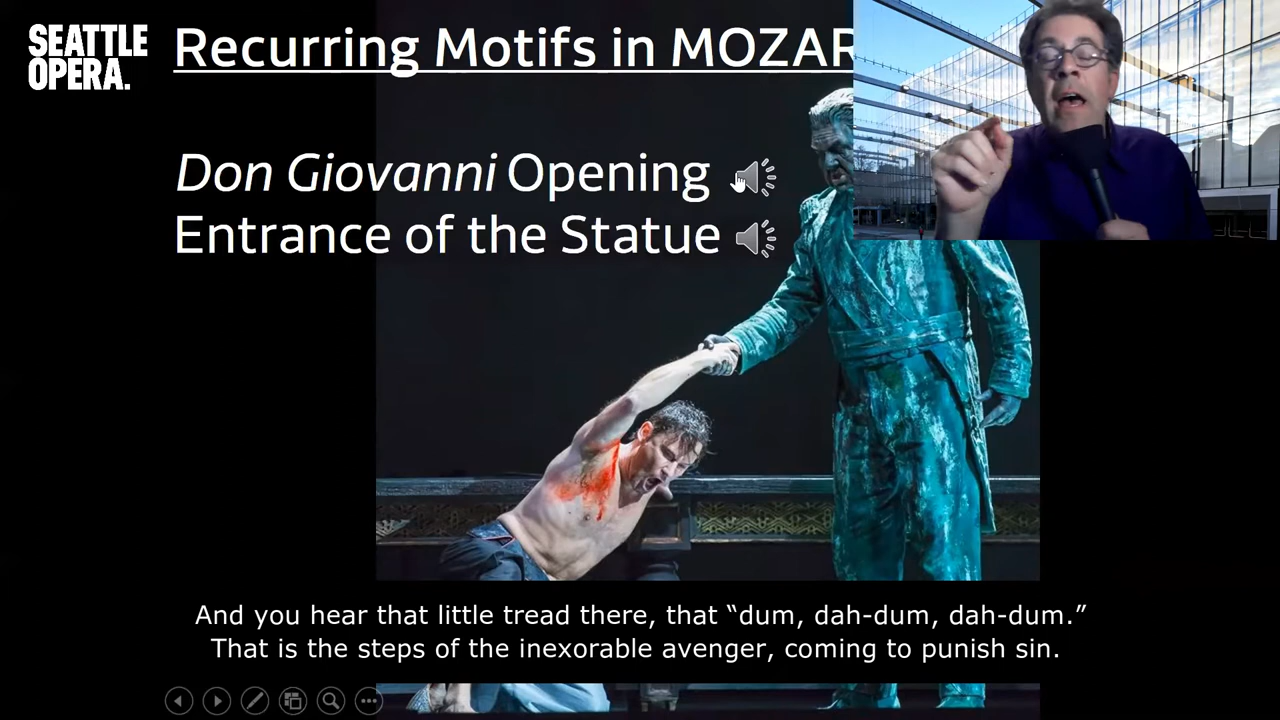 SEATTLE
OPERA.
Recurring Motifs in MOZAR
Don Giovanni Opening
Entrance of the Statue
And you hear that little tread there, that “dum, dah-dum, dah-dum.”
That is the steps of the inexorable avenger, coming to punish sin.